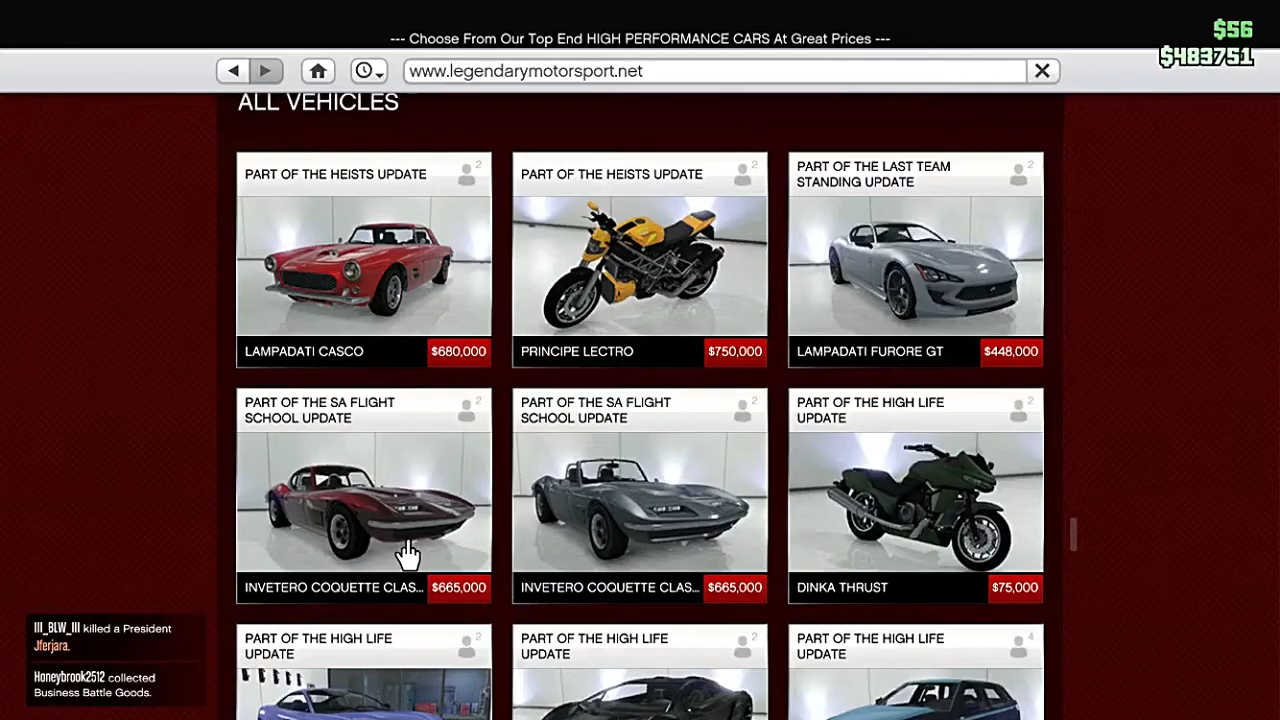 --- Choose From Our Top End HIGH PERFORMANCE CARS At Great Prices ---
$56
$483751
www.legendarymotorsport.net
ALL VEHICLES
PART OF THE HEISTS UPDATE
2
LAMPADATI CASCO
$680,000
PART OF THE HEISTS UPDATE
2
PRINCIPE LECTRO
$750,000
PART OF THE LAST TEAM
STANDING UPDATE
2
LAMPADATI FURORE GT
$448,000
PART OF THE SA FLIGHT
SCHOOL UPDATE
2
INVETERO COQUETTE CLAS...
$665,000
PART OF THE SA FLIGHT
SCHOOL UPDATE
2
INVETERO COQUETTE CLAS...
$665,000
PART OF THE HIGH LIFE
UPDATE
2
DINKA THRUST
$75,000
PART OF THE HIGH LIFE
UPDATE
2
PART OF THE HIGH LIFE
UPDATE
2
PART OF THE HIGH LIFE
UPDATE
4
III_BLW_III killed a President
Jferjara.
Honeybrook2512 collected
Business Battle Goods.